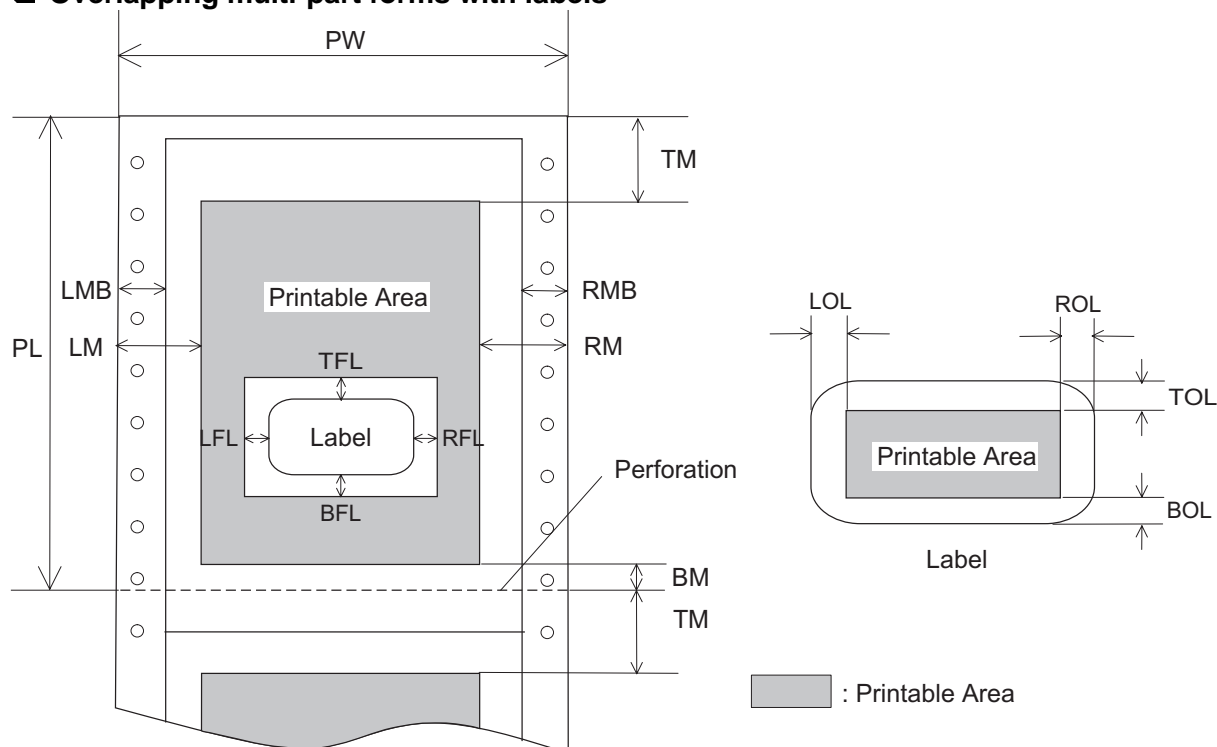 Overlapping multi-part forms with labels
PW
TM
LMB
RMB
Printable Area
PL
LM
RM
TFL
LFL
Label
RFL
BFL
Perforation
BM
TM
LOL
ROL
TOL
Printable Area
BOL
Label
: Printable Area